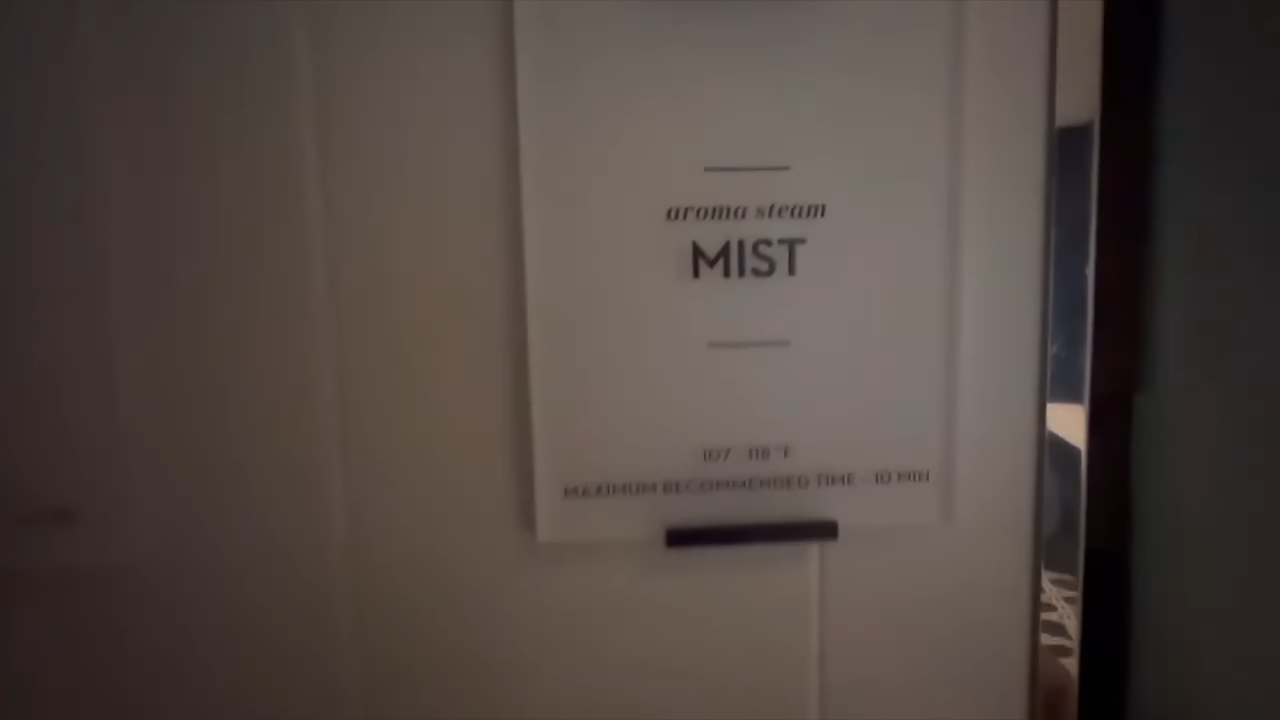 aroma steam
MIST
107 - 118 °F
MAXIMUM RECOMMENDED TIME - 10 MIN